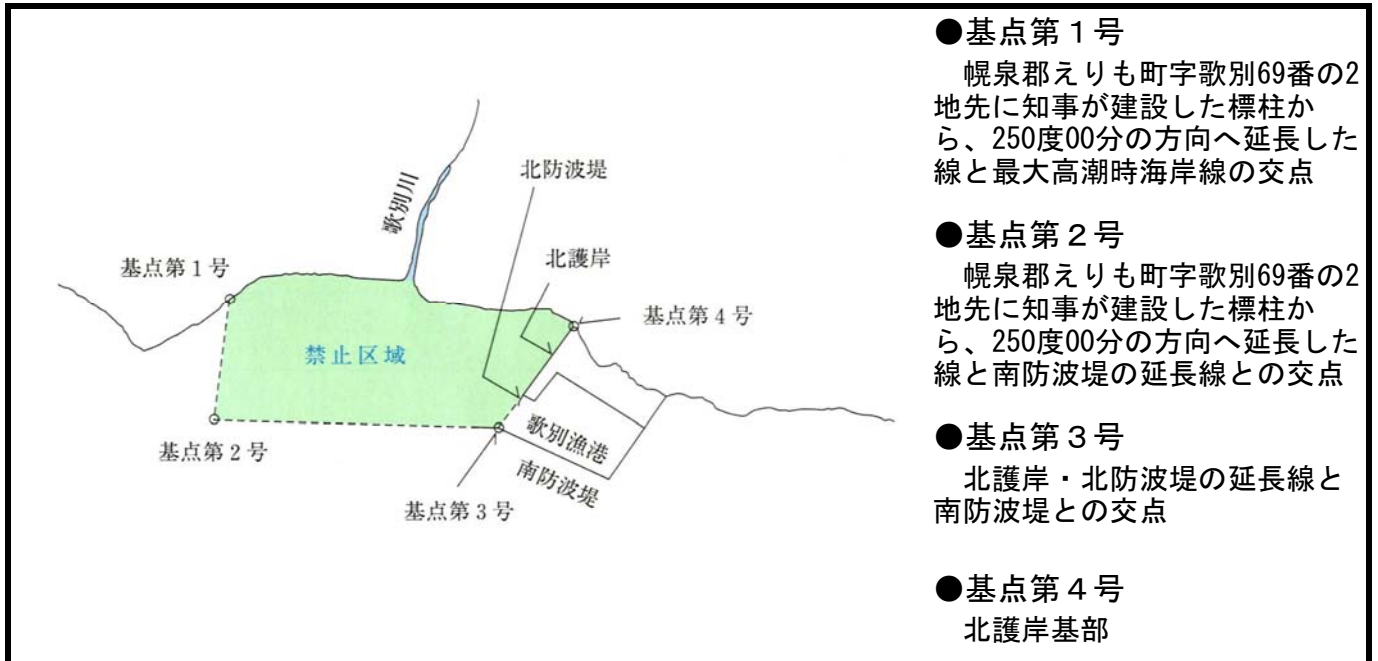 歌別川
北防波堤
北護岸
基点第1号
基点第4号
禁止区域
基点第2号
歌別漁港
南防波堤
基点第3号
●基点第１号
幌泉郡えりも町字歌別69番の2
地先に知事が建設した標柱か
ら、250度00分の方向へ延長した
線と最大高潮時海岸線の交点
●基点第２号
幌泉郡えりも町字歌別69番の2
地先に知事が建設した標柱か
ら、250度00分の方向へ延長した
線と南防波堤の延長線との交点
●基点第３号
北護岸・北防波堤の延長線と
南防波堤との交点
●基点第４号
北護岸基部